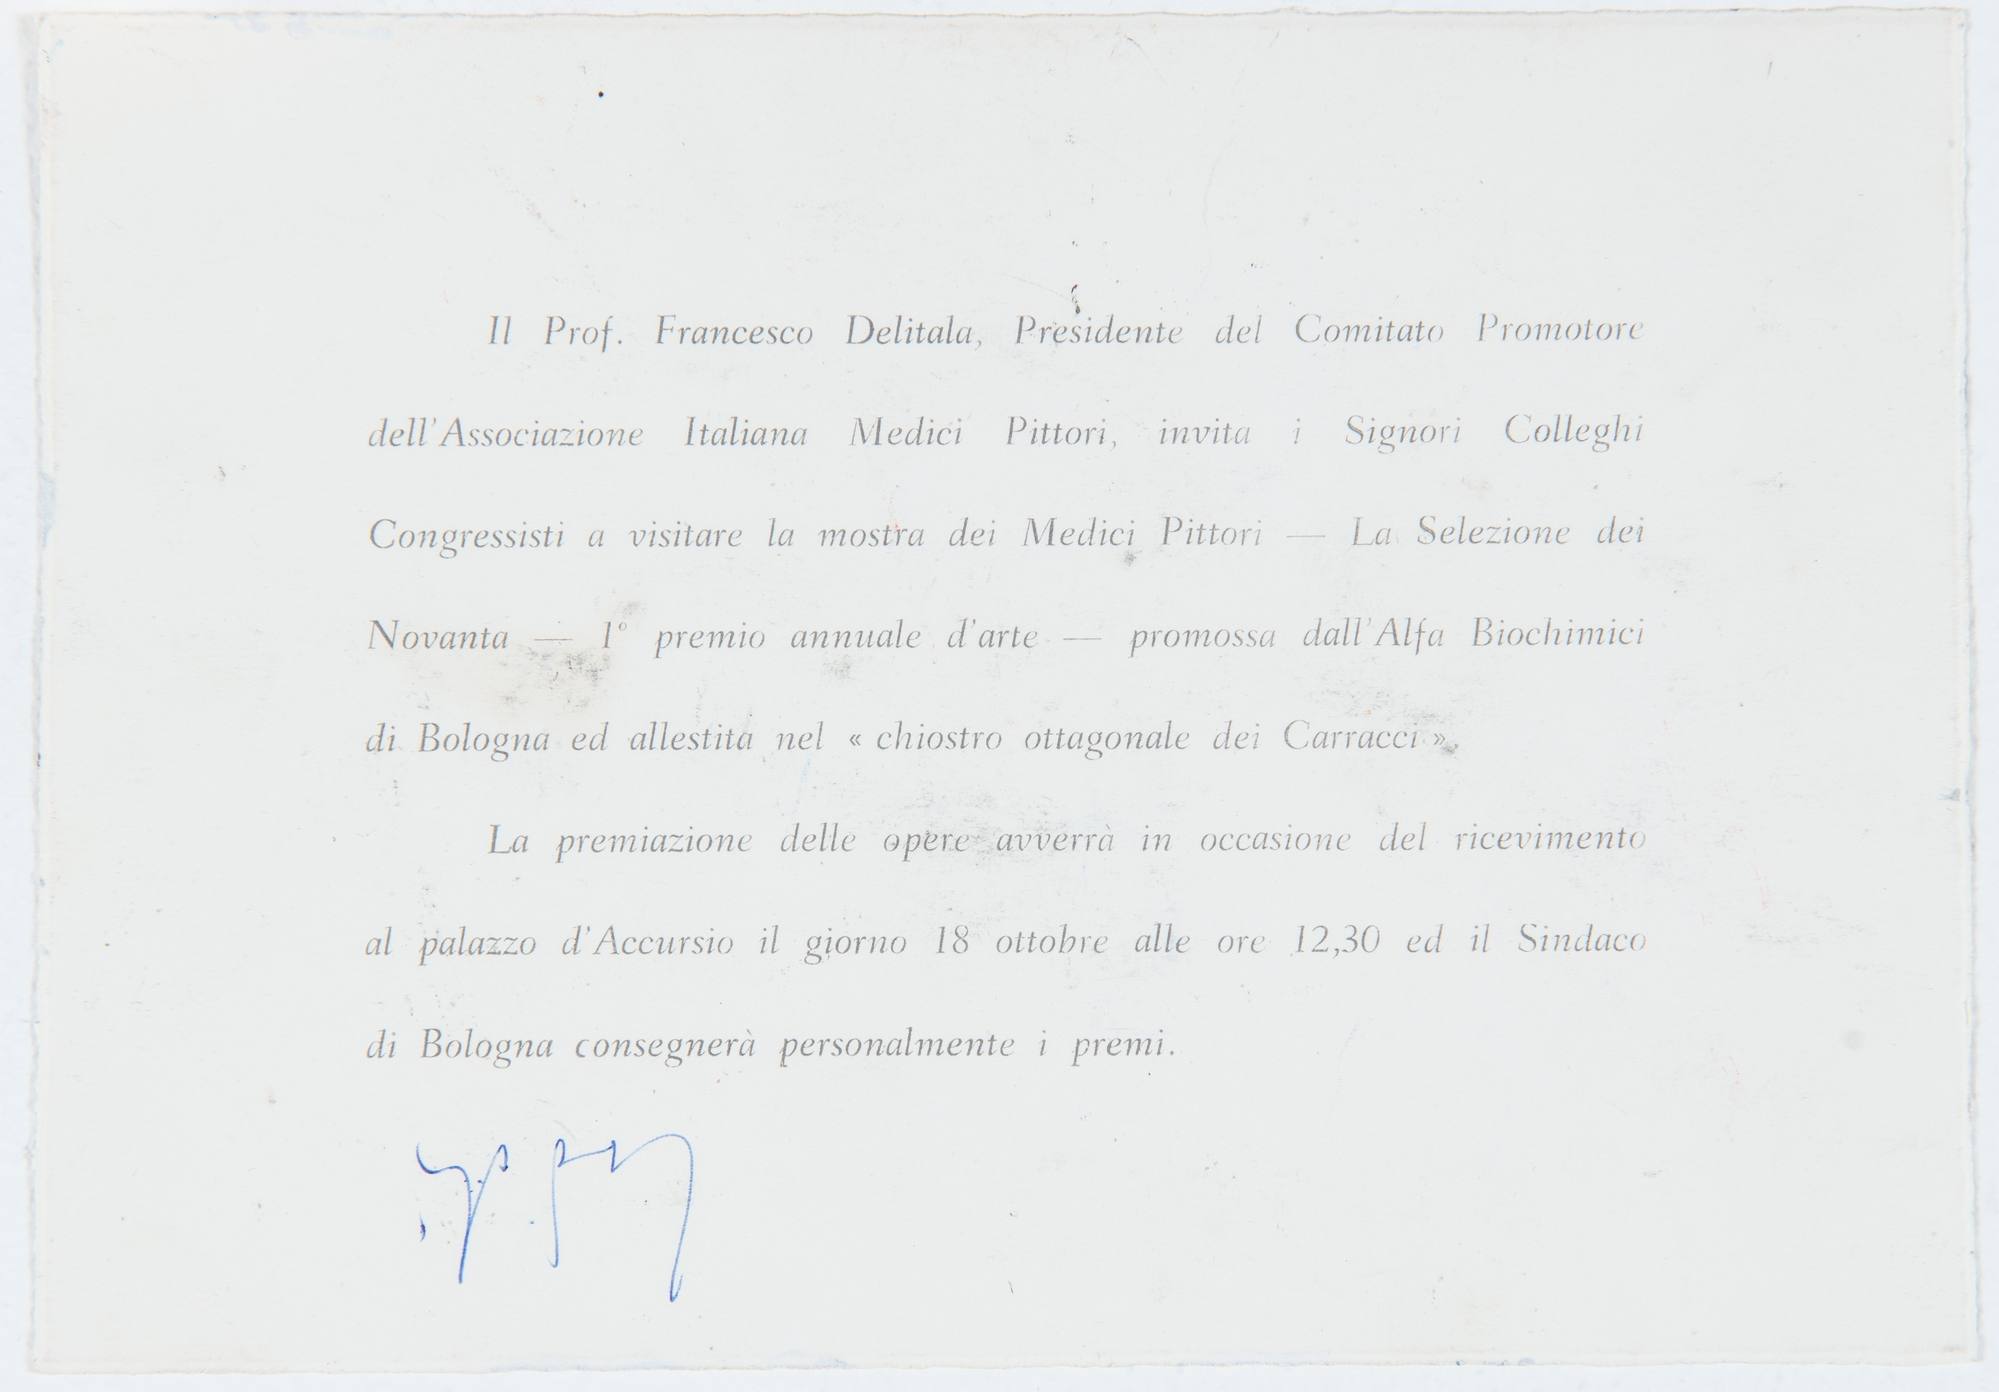 Il Prof. Francesco Delitala, Presidente del Comitato Promotore
dell'Associazione Italiana Medici Pittori, invita i Signori Colleghi
Congressisti a visitare la mostra dei Medici Pittori — La Selezione dei
Novanta — 1° premio annuale d'arte — promossa dall'Alfa Biochimici
di Bologna ed allestita nel « chiostro ottagonale dei Carracci ».
La premiazione delle opere avverrà in occasione del ricevimento
al palazzo d'Accursio il giorno 18 ottobre alle ore 12,30 ed il Sindaco
di Bologna consegnerà personalmente i premi.